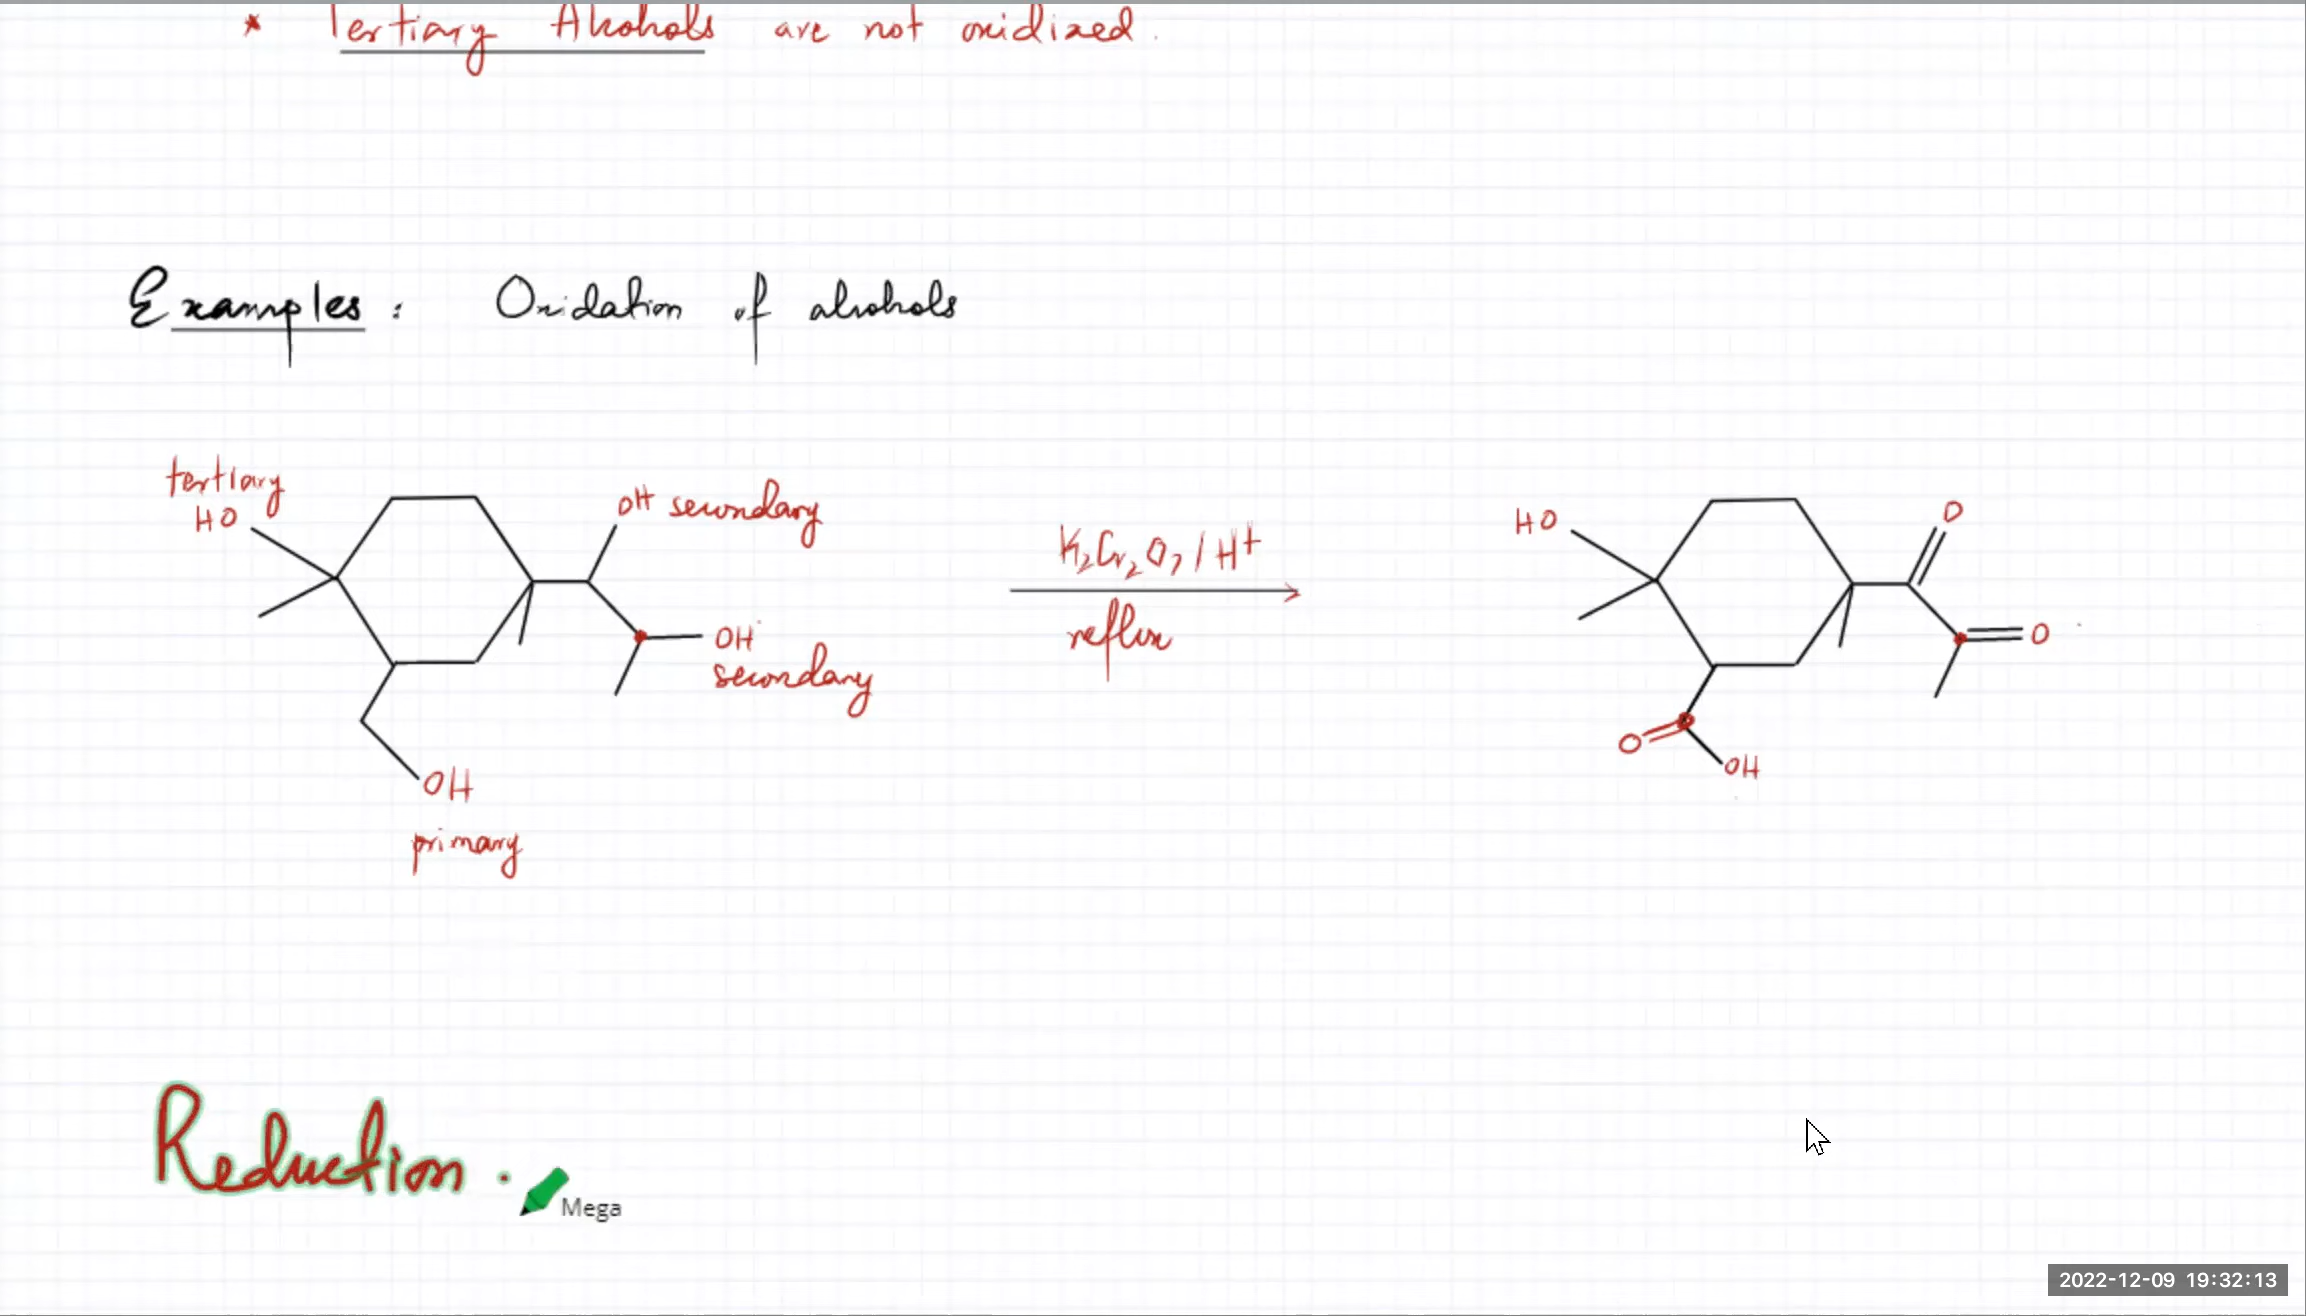 * Tertiary Alcohols are not oxidized.
Examples: Oxidation of alcohols
tertiary
HO
OH secondary
OH
secondary
OH
primary
K2Cr2O7 / H+
reflux
HO
O
O
O
OH
Reduction.
Mega
2022-12-09 19:32:13